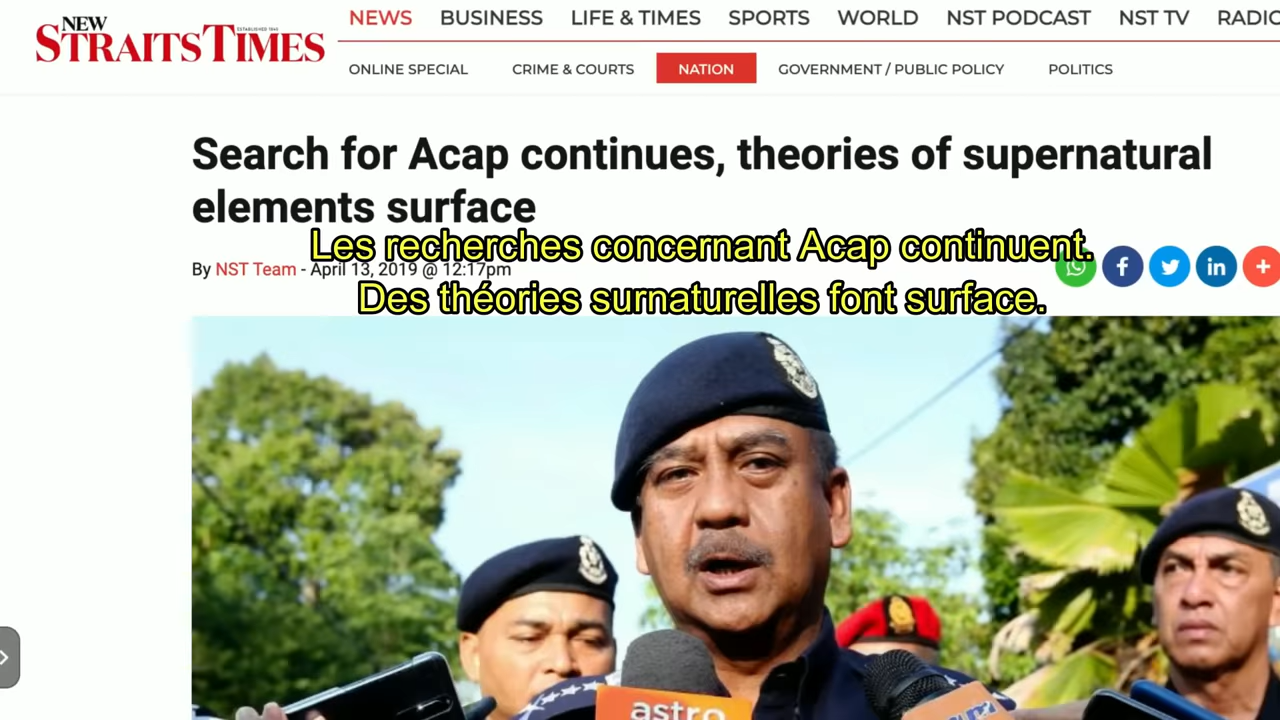 NEW
STRAITS TIMES
ESTABLISHED 1845
NEWS BUSINESS LIFE & TIMES SPORTS WORLD NST PODCAST NST TV RADIO
ONLINE SPECIAL CRIME & COURTS NATION GOVERNMENT / PUBLIC POLICY POLITICS
Search for Acap continues, theories of supernatural
elements surface
Les recherches concernant Acap continuent.
By NST Team - April 13, 2019 @ 12:17pm
Des théories surnaturelles font surface.
astro